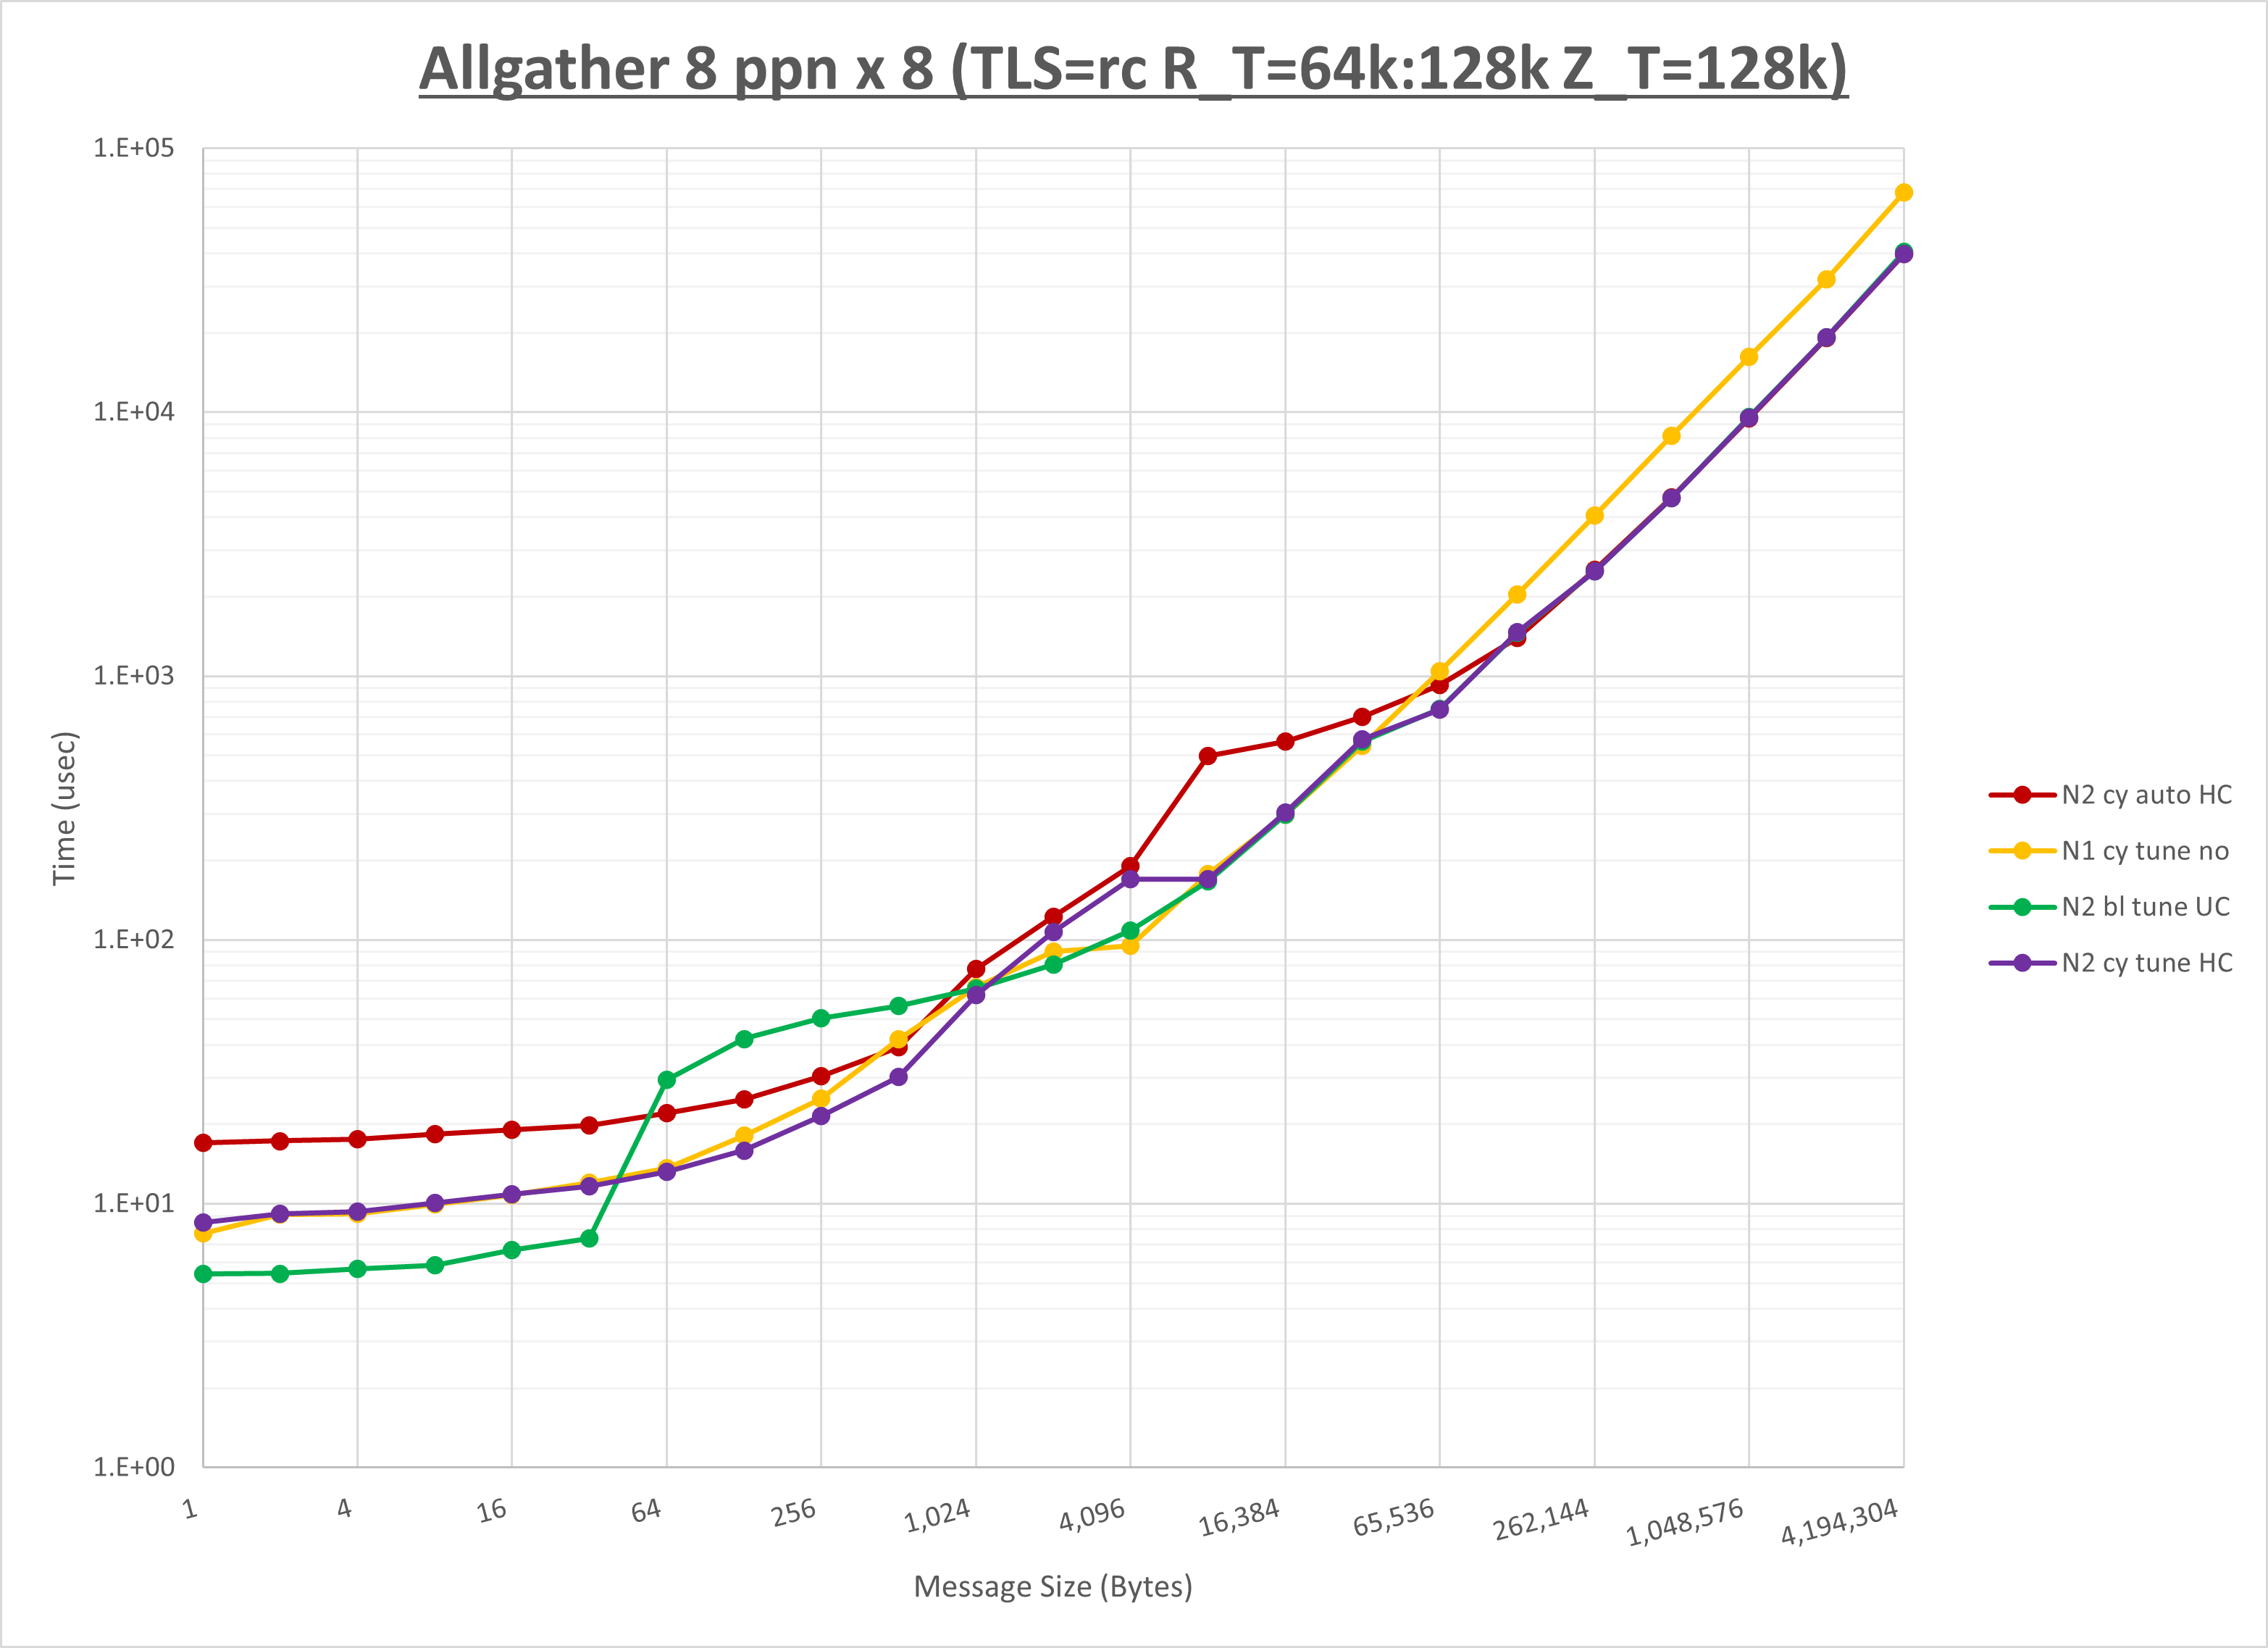 Allgather 8 ppn x 8 (TLS=rc R_T=64k:128k Z_T=128k)
1.E+05
1.E+04
1.E+03
1.E+02
1.E+01
1.E+00
Time (usec)
1
4
16
64
256
1,024
4,096
16,384
65,536
262,144
1,048,576
4,194,304
Message Size (Bytes)
N2 cy auto HC
N1 cy tune no
N2 bl tune UC
N2 cy tune HC